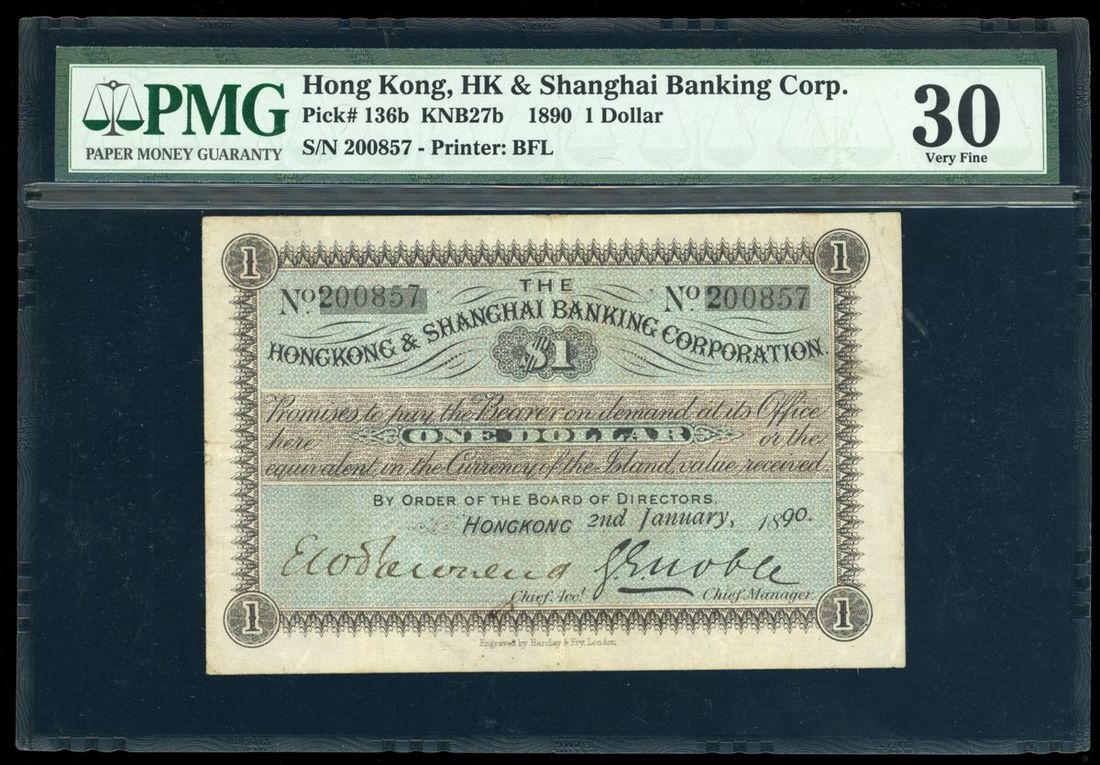 PMG
PAPER MONEY GUARANTY
Hong Kong, HK & Shanghai Banking Corp.
Pick# 136b KNB27b 1890 1 Dollar
S/N 200857 - Printer: BFL
30
Very Fine
1 1
THE
No. 200857 No. 200857
HONGKONG & SHANGHAI BANKING CORPORATION.
$1
Promises to pay the Bearer on demand at its Office
here ONE DOLLAR or the
equivalent in the Currency of the Island, value received.
BY ORDER OF THE BOARD OF DIRECTORS.
HONGKONG 2nd January, 1890.
G E Noble
Chief Acct. Chief Manager.
1 1
Engraved by Barclay & Fry, London.